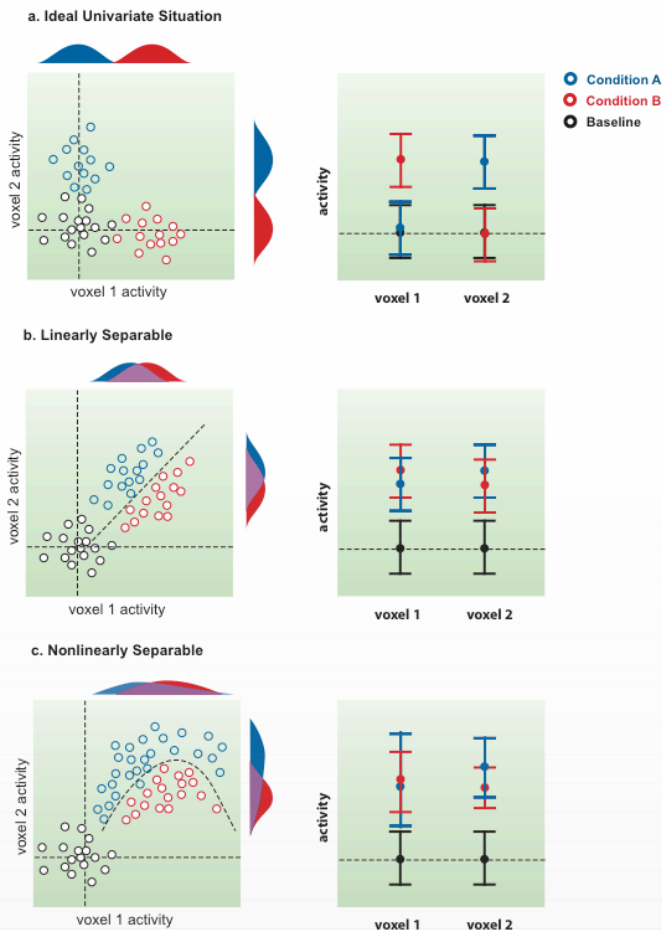 a. Ideal Univariate Situation
voxel 2 activity
voxel 1 activity
activity
voxel 1
voxel 2
Condition A
Condition B
Baseline
b. Linearly Separable
voxel 2 activity
voxel 1 activity
activity
voxel 1
voxel 2
c. Nonlinearly Separable
voxel 2 activity
voxel 1 activity
activity
voxel 1
voxel 2